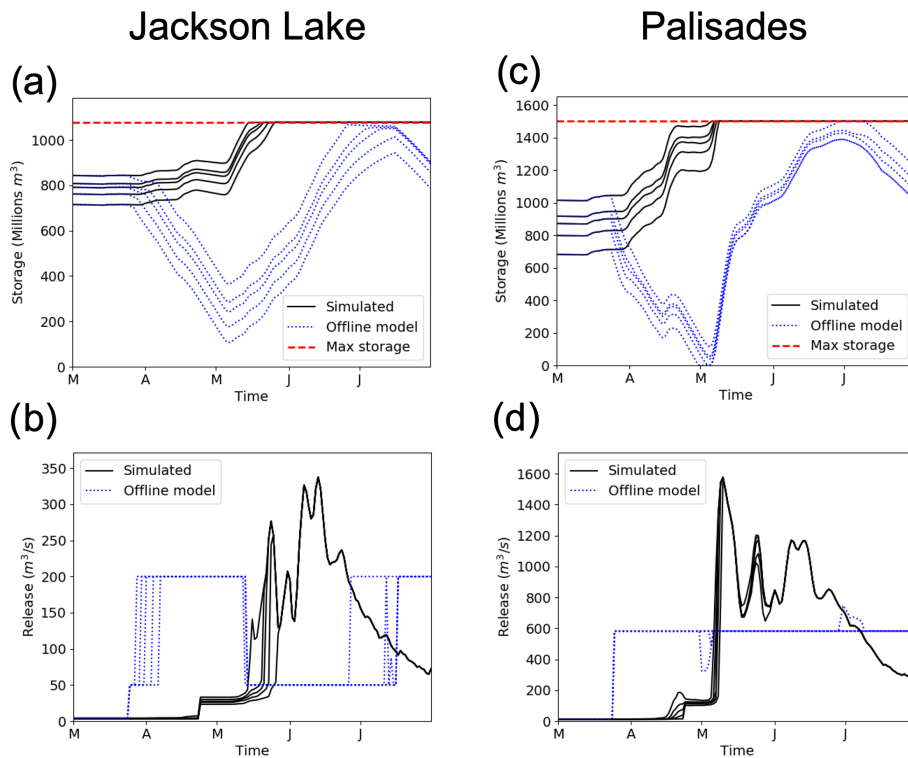 Jackson Lake
Palisades
(a)
1000
800
600
400
200
0
Storage (Millions m³)
Simulated
Offline model
Max storage
M A M J J
Time
(c)
1600
1400
1200
1000
800
600
400
200
0
Storage (Millions m³)
Simulated
Offline model
Max storage
M A M J J
Time
(b)
350
300
250
200
150
100
50
0
Release (m³/s)
Simulated
Offline model
M A M J J
Time
(d)
1600
1400
1200
1000
800
600
400
200
0
Release (m³/s)
Simulated
Offline model
M A M J J
Time